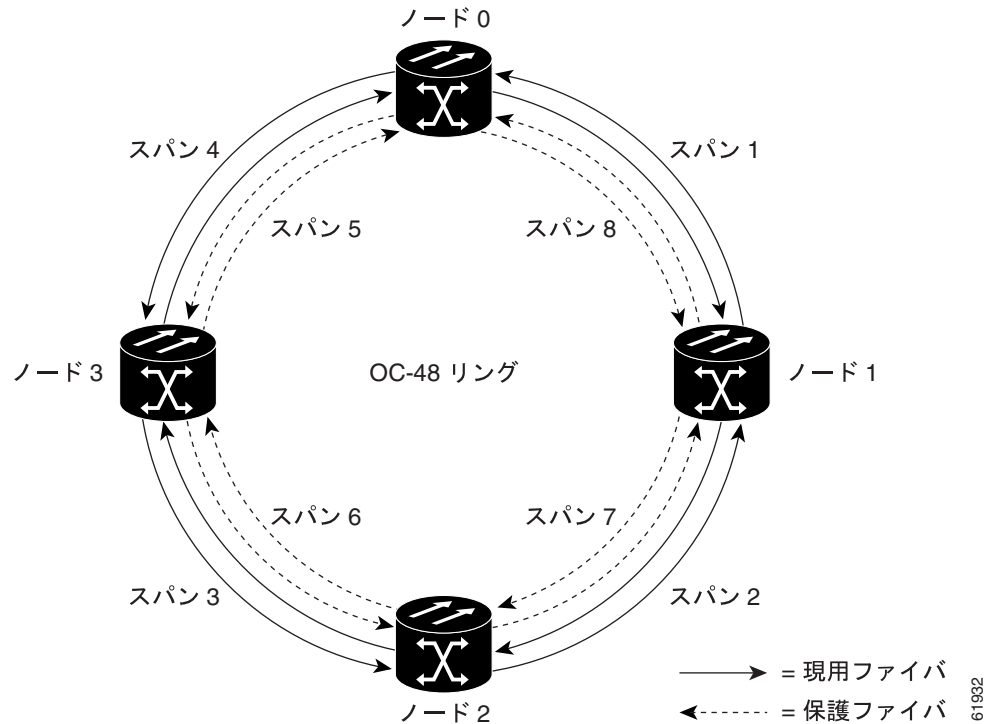 ノード 0
スパン 4
スパン 1
スパン 5
スパン 8
ノード 3
OC-48 リング
ノード 1
スパン 6
スパン 7
スパン 3
スパン 2
ノード 2
= 現用ファイバ
= 保護ファイバ
61932